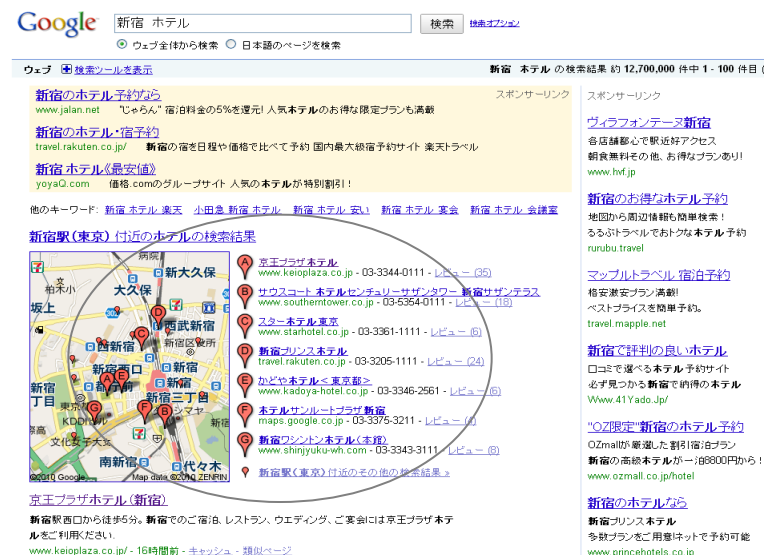 Google
新宿 ホテル
検索
検索オプション
ウェブ全体から検索 日本語のページを検索
ウェブ 検索ツールを表示
新宿 ホテル の検索結果 約 12,700,000 件中 1 - 100 件目 (
スポンサーリンク
新宿のホテル予約なら
www.jalan.net "じゃらん" 宿泊料金の5%を還元! 人気ホテルのお得な限定プランも満載
新宿のホテル・宿予約
travel.rakuten.co.jp/ 新宿の宿を日程や価格で比べて予約 国内最大級宿予約サイト 楽天トラベル
新宿 ホテル《最安値》
yoyaQ.com 価格.comのグループサイト 人気のホテルが特別割引!
他のキーワード: 新宿 ホテル 楽天 小田急 新宿 ホテル 新宿 ホテル 安い 新宿 ホテル 宴会 新宿 ホテル 会議室
新宿駅(東京) 付近のホテルの検索結果
病院
新大久保
柏木小
大久保
坂上
西武新宿
西新宿
新宿区役所
新宿西口
都庁前
新宿
新宿
丁目
新宿三丁目
KDDI
文化女子大
新宿
南新宿
代々木
©2010 Google
Map data ©2010 ZENRIN
A 京王プラザホテル
www.keioplaza.co.jp - 03-3344-0111 - レビュー (35)
B サウスコート ホテルセンチュリーサザンタワー 新宿サザンテラス
www.southerntower.co.jp - 03-5354-0111 - レビュー (18)
C スターホテル東京
www.starhotel.co.jp - 03-3361-1111 - レビュー (6)
D 新宿プリンスホテル
travel.rakuten.co.jp - 03-3205-1111 - レビュー (24)
E かどやホテル<東京都>
www.kadoya-hotel.co.jp - 03-3346-2561 - レビュー (6)
F ホテルサンルートプラザ新宿
maps.google.co.jp - 03-3375-3211 - レビュー (4)
G 新宿ワシントンホテル(本館)
www.shinjyuku-wh.com - 03-3343-3111 - レビュー (8)
新宿駅(東京)付近のその他の検索結果 »
京王プラザホテル(新宿)
新宿駅西口から徒歩5分。新宿でのご宿泊、レストラン、ウエディング、ご宴会には京王プラザホテ
ルをご利用ください.
www.keioplaza.co.jp/ - 16時間前 - キャッシュ - 類似ページ
スポンサーリンク
ヴィラフォンテーヌ新宿
各店舗都心で駅近好アクセス
朝食無料その他、お得なプランあり!
www.hvf.jp
新宿のお得なホテル予約
地図から周辺情報も簡単検索!
るるぶトラベルでおトクなホテル予約
rurubu.travel
マップルトラベル 宿泊予約
格安激安プラン満載!
ベストプライスを簡単予約。
travel.mapple.net
新宿で評判の良いホテル
口コミで選べるホテル予約サイト
必ず見つかる新宿で納得のホテル
Www.41Yado.Jp/
"OZ限定"新宿のホテル予約
OZmallが厳選した割引宿泊プラン
新宿の高級ホテルが一泊8800円から!
www.ozmall.co.jp/hotel
新宿のホテルなら
新宿プリンスホテル
多数プランをご用意!ネットで予約可能
www.princehotels.co.jp